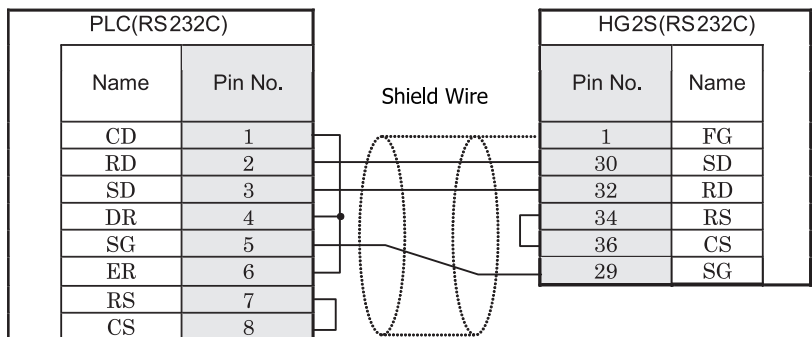 PLC(RS232C)
Name Pin No.
CD 1
RD 2
SD 3
DR 4
SG 5
ER 6
RS 7
CS 8
Shield Wire
HG2S(RS232C)
Pin No. Name
1 FG
30 SD
32 RD
34 RS
36 CS
29 SG